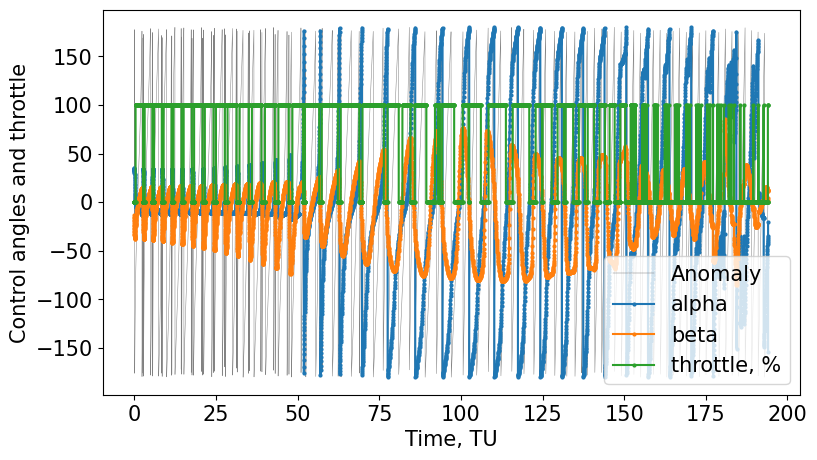 Control angles and throttle
150
100
50
0
−50
−100
−150
Anomaly
alpha
beta
throttle, %
0
25
50
75
100
125
150
175
200
Time, TU